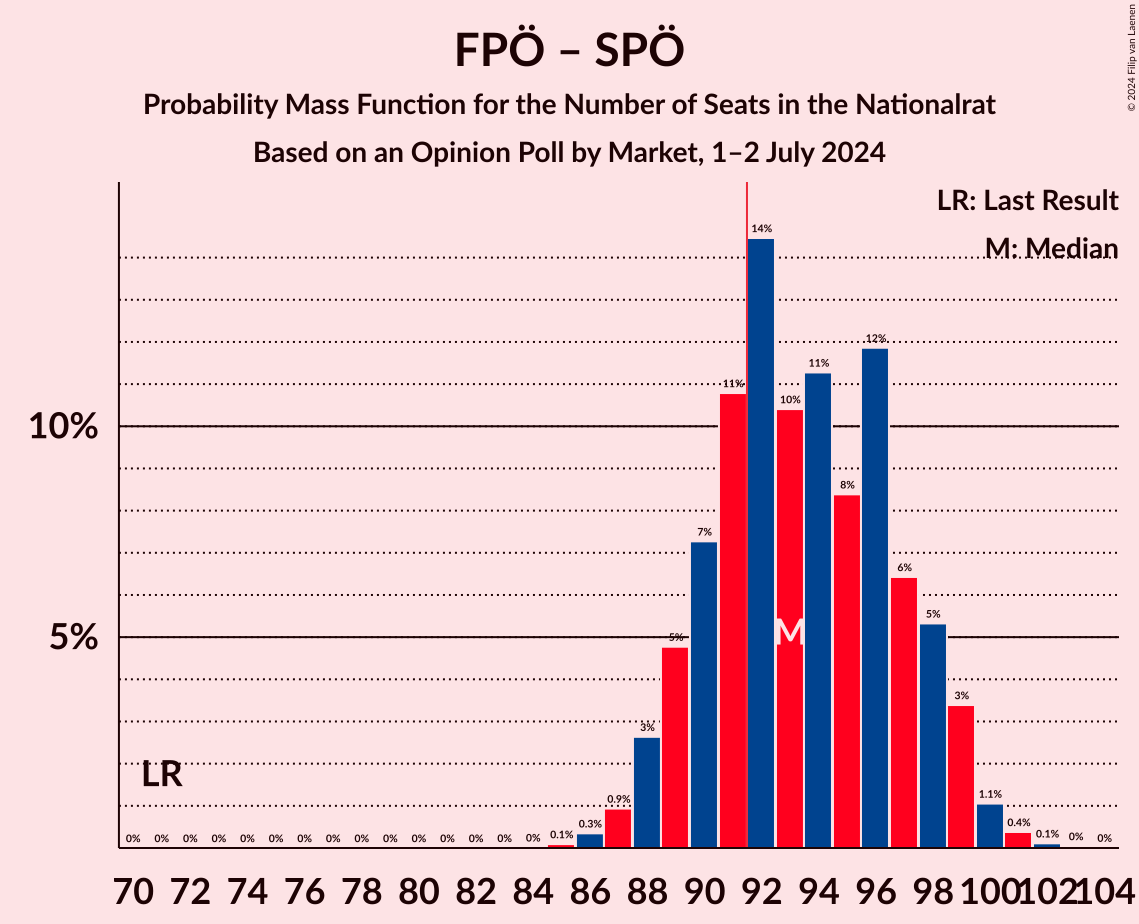 FPÖ – SPÖ
Probability Mass Function for the Number of Seats in the Nationalrat
Based on an Opinion Poll by Market, 1–2 July 2024
© 2024 Filip van Laenen
LR: Last Result
M: Median
10%
5%
LR
M
0% 0% 0% 0% 0% 0% 0% 0% 0% 0% 0% 0% 0% 0% 0% 0.1% 0.3% 0.9% 3% 5% 7% 11% 14% 10% 11% 8% 12% 6% 5% 3% 1.1% 0.4% 0.1% 0% 0%
70 72 74 76 78 80 82 84 86 88 90 92 94 96 98 100 102 104